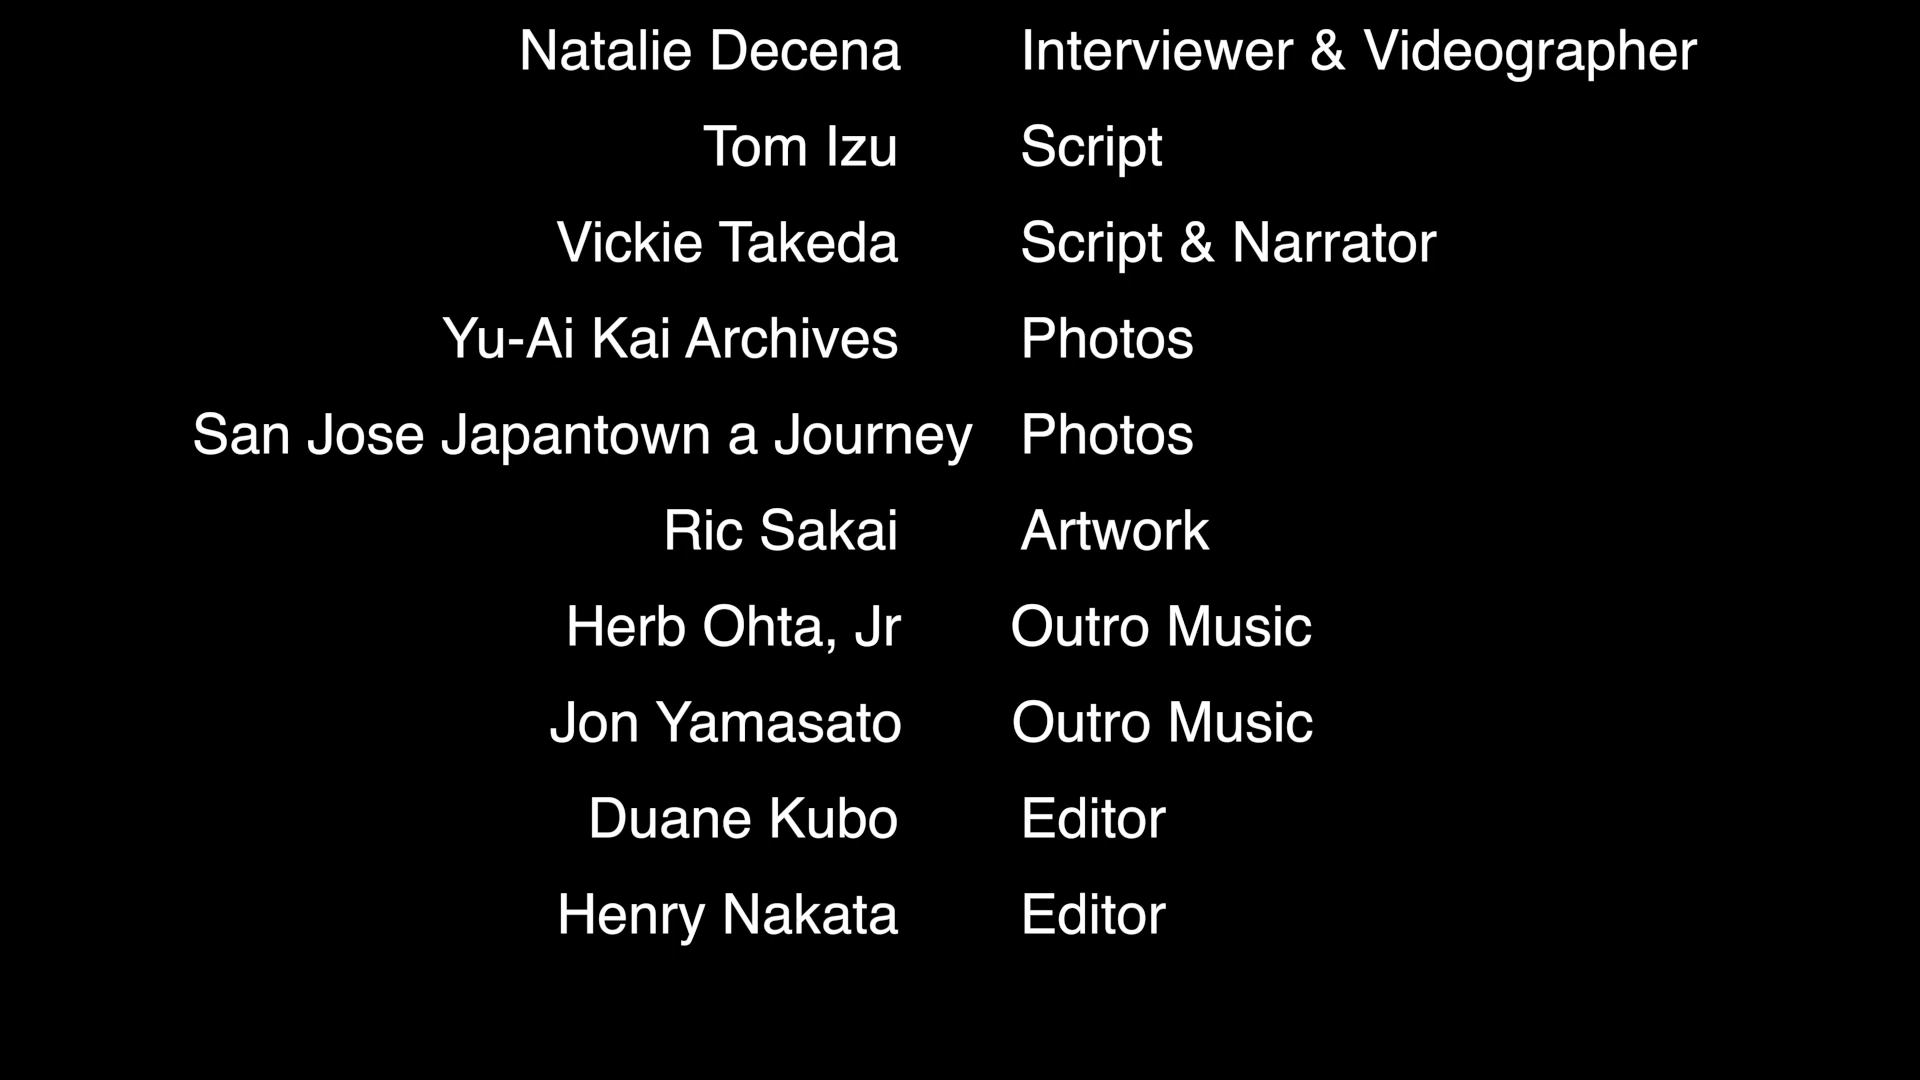 Natalie Decena Interviewer & Videographer
Tom Izu Script
Vickie Takeda Script & Narrator
Yu-Ai Kai Archives Photos
San Jose Japantown a Journey Photos
Ric Sakai Artwork
Herb Ohta, Jr Outro Music
Jon Yamasato Outro Music
Duane Kubo Editor
Henry Nakata Editor